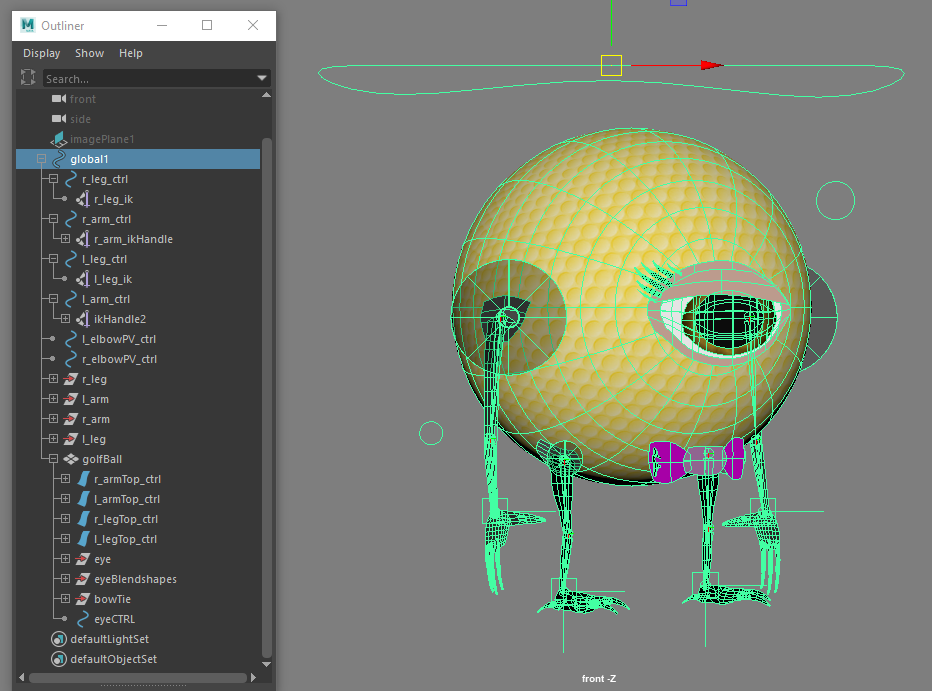 Outliner
Display Show Help
Search...
front
side
imagePlane1
global1
r_leg_ctrl
r_leg_ik
r_arm_ctrl
r_arm_ikHandle
l_leg_ctrl
l_leg_ik
l_arm_ctrl
ikHandle2
l_elbowPV_ctrl
r_elbowPV_ctrl
r_leg
l_arm
r_arm
l_leg
golfBall
r_armTop_ctrl
l_armTop_ctrl
r_legTop_ctrl
l_legTop_ctrl
eye
eyeBlendshapes
bowTie
eyeCTRL
defaultLightSet
defaultObjectSet
front -Z